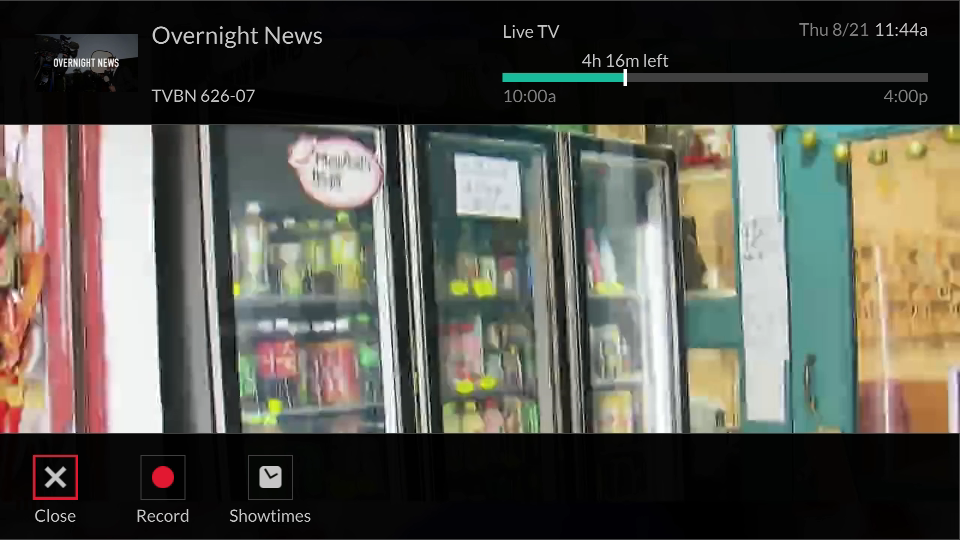 OVERNIGHT NEWS
Overnight News
TVBN 626-07
Live TV
Thu 8/21 11:44a
4h 16m left
10:00a
4:00p
Close
Record
Showtimes